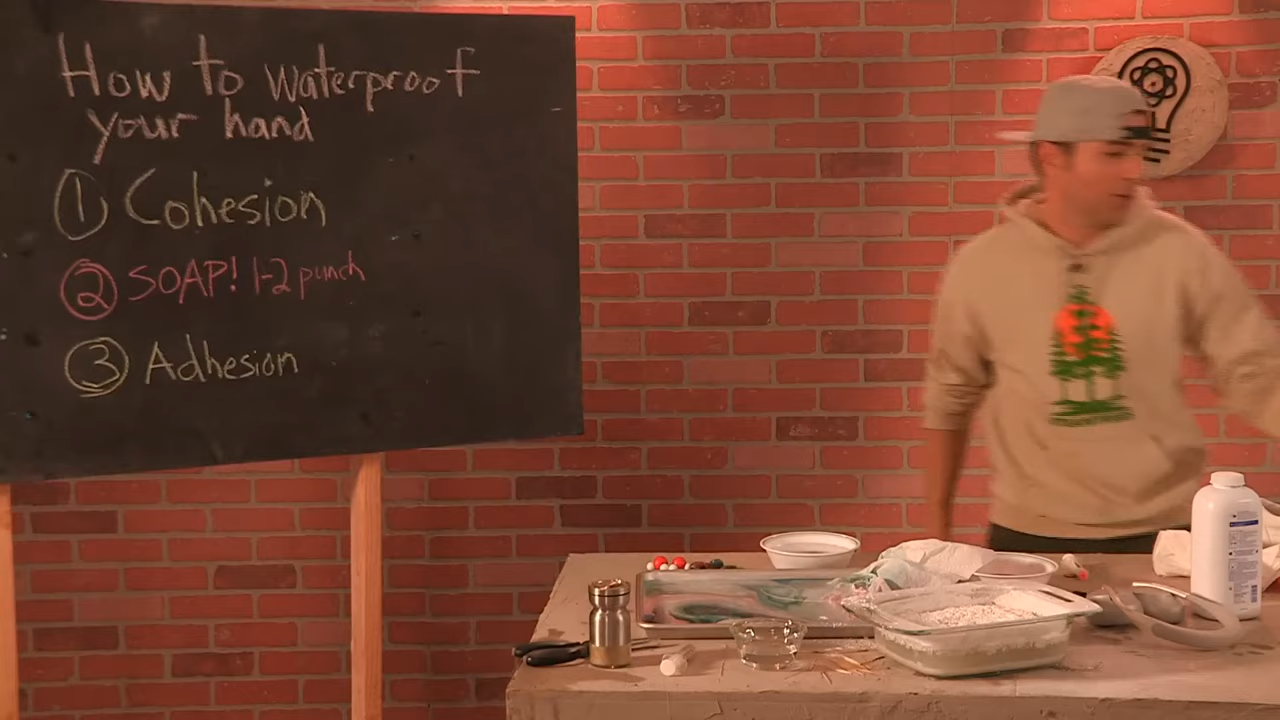 How to waterproof
your hand
① Cohesion
② SOAP! 1-2 punch
③ Adhesion